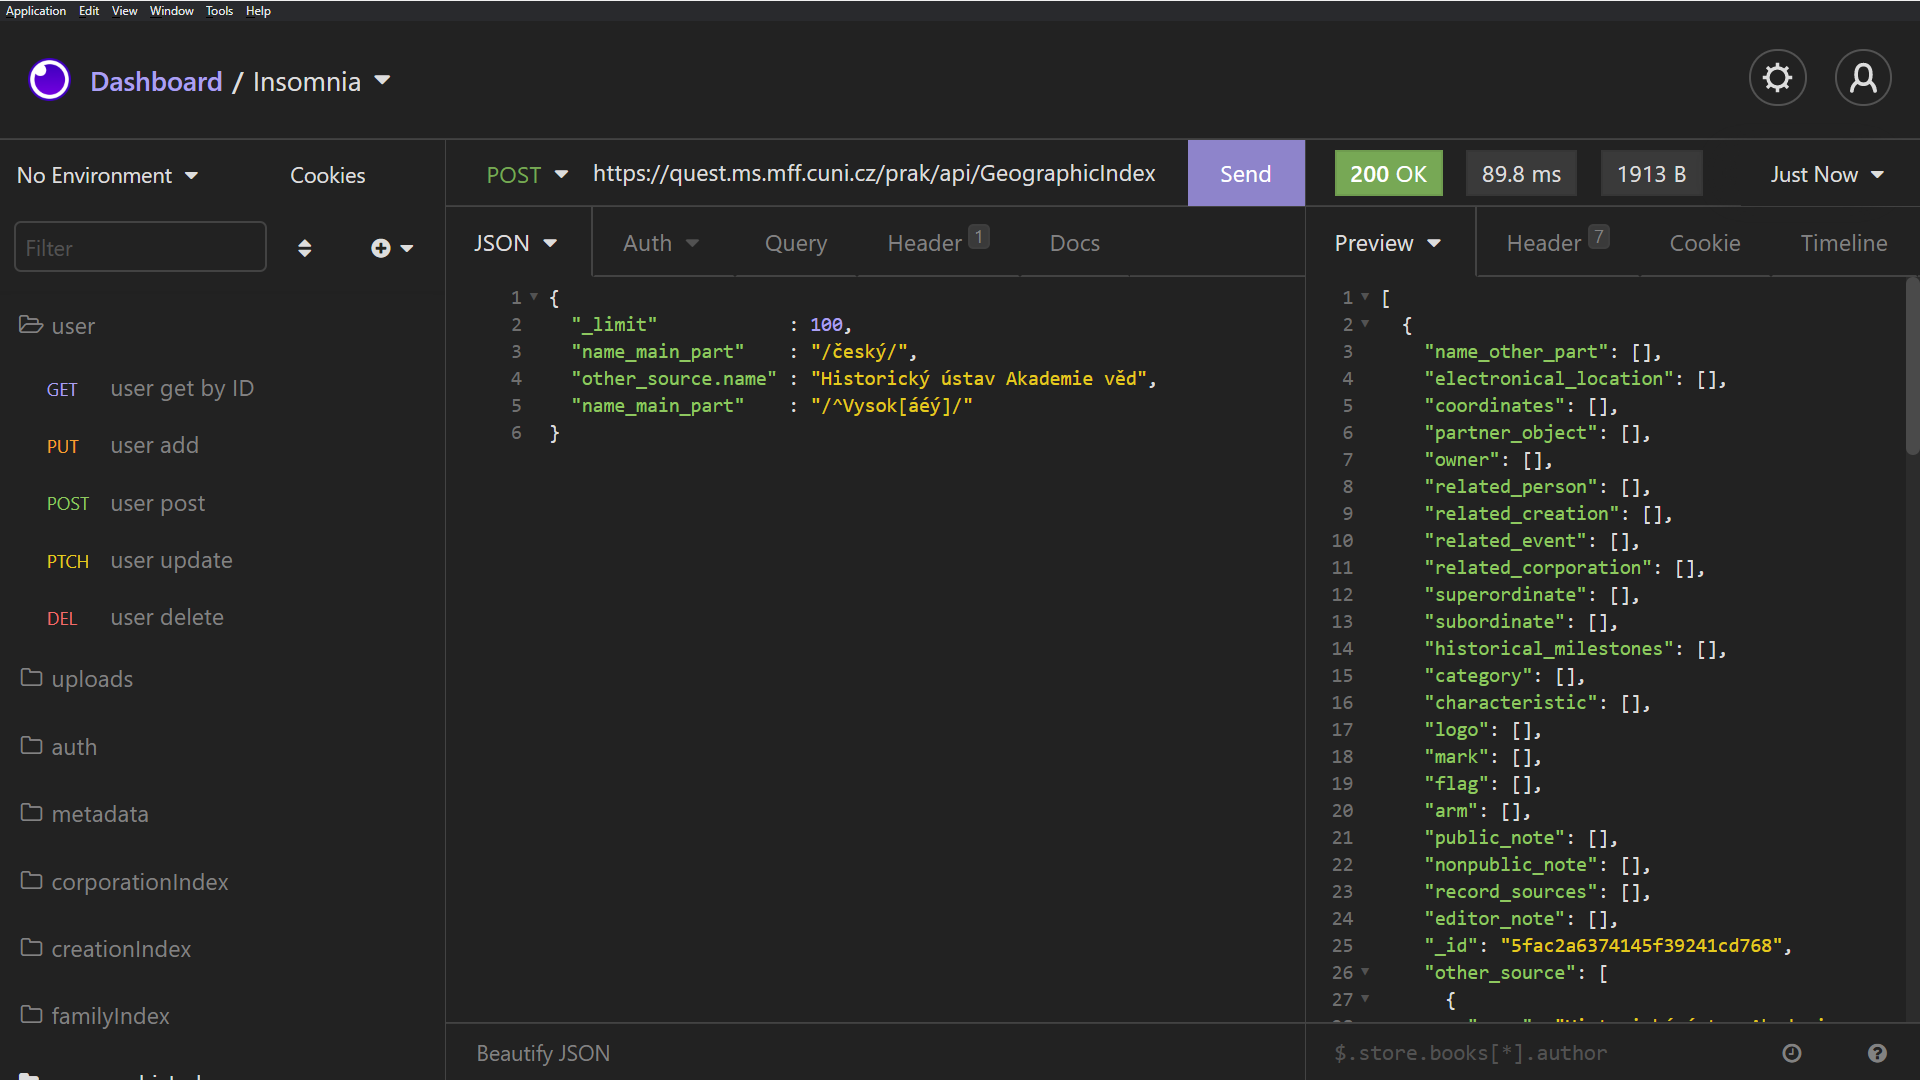 Application Edit View Window Tools Help
Dashboard / Insomnia
No Environment Cookies
Filter
user
GET user get by ID
PUT user add
POST user post
PTCH user update
DEL user delete
uploads
auth
metadata
corporationIndex
creationIndex
familyIndex
POST https://quest.ms.mff.cuni.cz/prak/api/GeographicIndex Send
JSON Auth Query Header 1 Docs
1 {
2 "_limit" : 100,
3 "name_main_part" : "/český/",
4 "other_source.name" : "Historický ústav Akademie věd",
5 "name_main_part" : "/^Vysok[áéý]/"
6 }
Beautify JSON
200 OK 89.8 ms 1913 B Just Now
Preview Header 7 Cookie Timeline
1 [
2 {
3 "name_other_part": [],
4 "electronical_location": [],
5 "coordinates": [],
6 "partner_object": [],
7 "owner": [],
8 "related_person": [],
9 "related_creation": [],
10 "related_event": [],
11 "related_corporation": [],
12 "superordinate": [],
13 "subordinate": [],
14 "historical_milestones": [],
15 "category": [],
16 "characteristic": [],
17 "logo": [],
18 "mark": [],
19 "flag": [],
20 "arm": [],
21 "public_note": [],
22 "nonpublic_note": [],
23 "record_sources": [],
24 "editor_note": [],
25 "_id": "5fac2a6374145f39241cd768",
26 "other_source": [
27 {
$.store.books[*].author